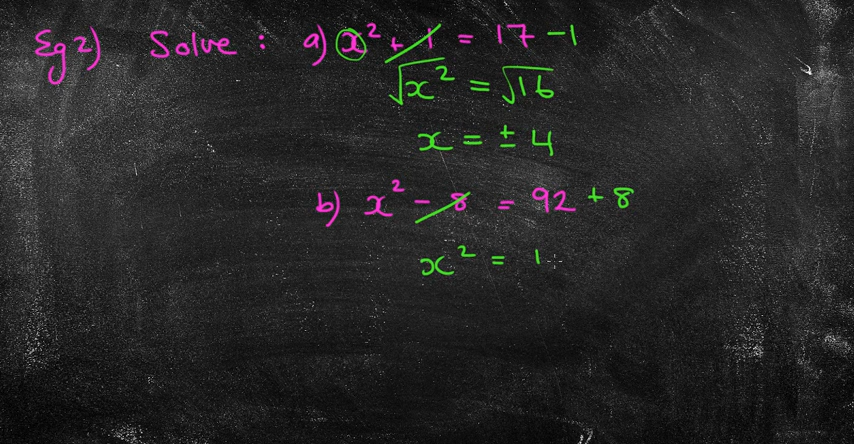 Eg 2) Solve : a) x² + 1 = 17 - 1
√x² = √16
x = ± 4
b) x² - 8 = 92 + 8
x² = 1